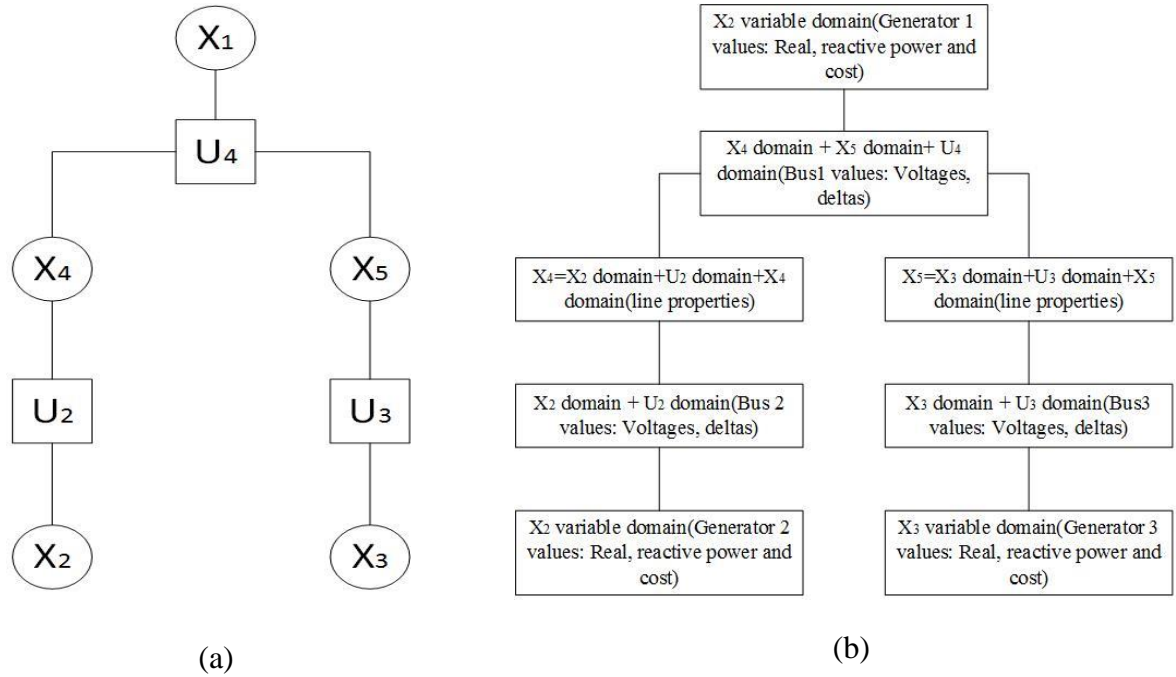 X₁
U₄
X₄
X₅
U₂
U₃
X₂
X₃
(a)
X₂ variable domain(Generator 1
values: Real, reactive power and
cost)
X₄ domain + X₅ domain+ U₄
domain(Bus1 values: Voltages,
deltas)
X₄=X₂ domain+U₂ domain+X₄
domain(line properties)
X₅=X₃ domain+U₃ domain+X₅
domain(line properties)
X₂ domain + U₂ domain(Bus 2
values: Voltages, deltas)
X₃ domain + U₃ domain(Bus3
values: Voltages, deltas)
X₂ variable domain(Generator 2
values: Real, reactive power and
cost)
X₃ variable domain(Generator 3
values: Real, reactive power and
cost)
(b)